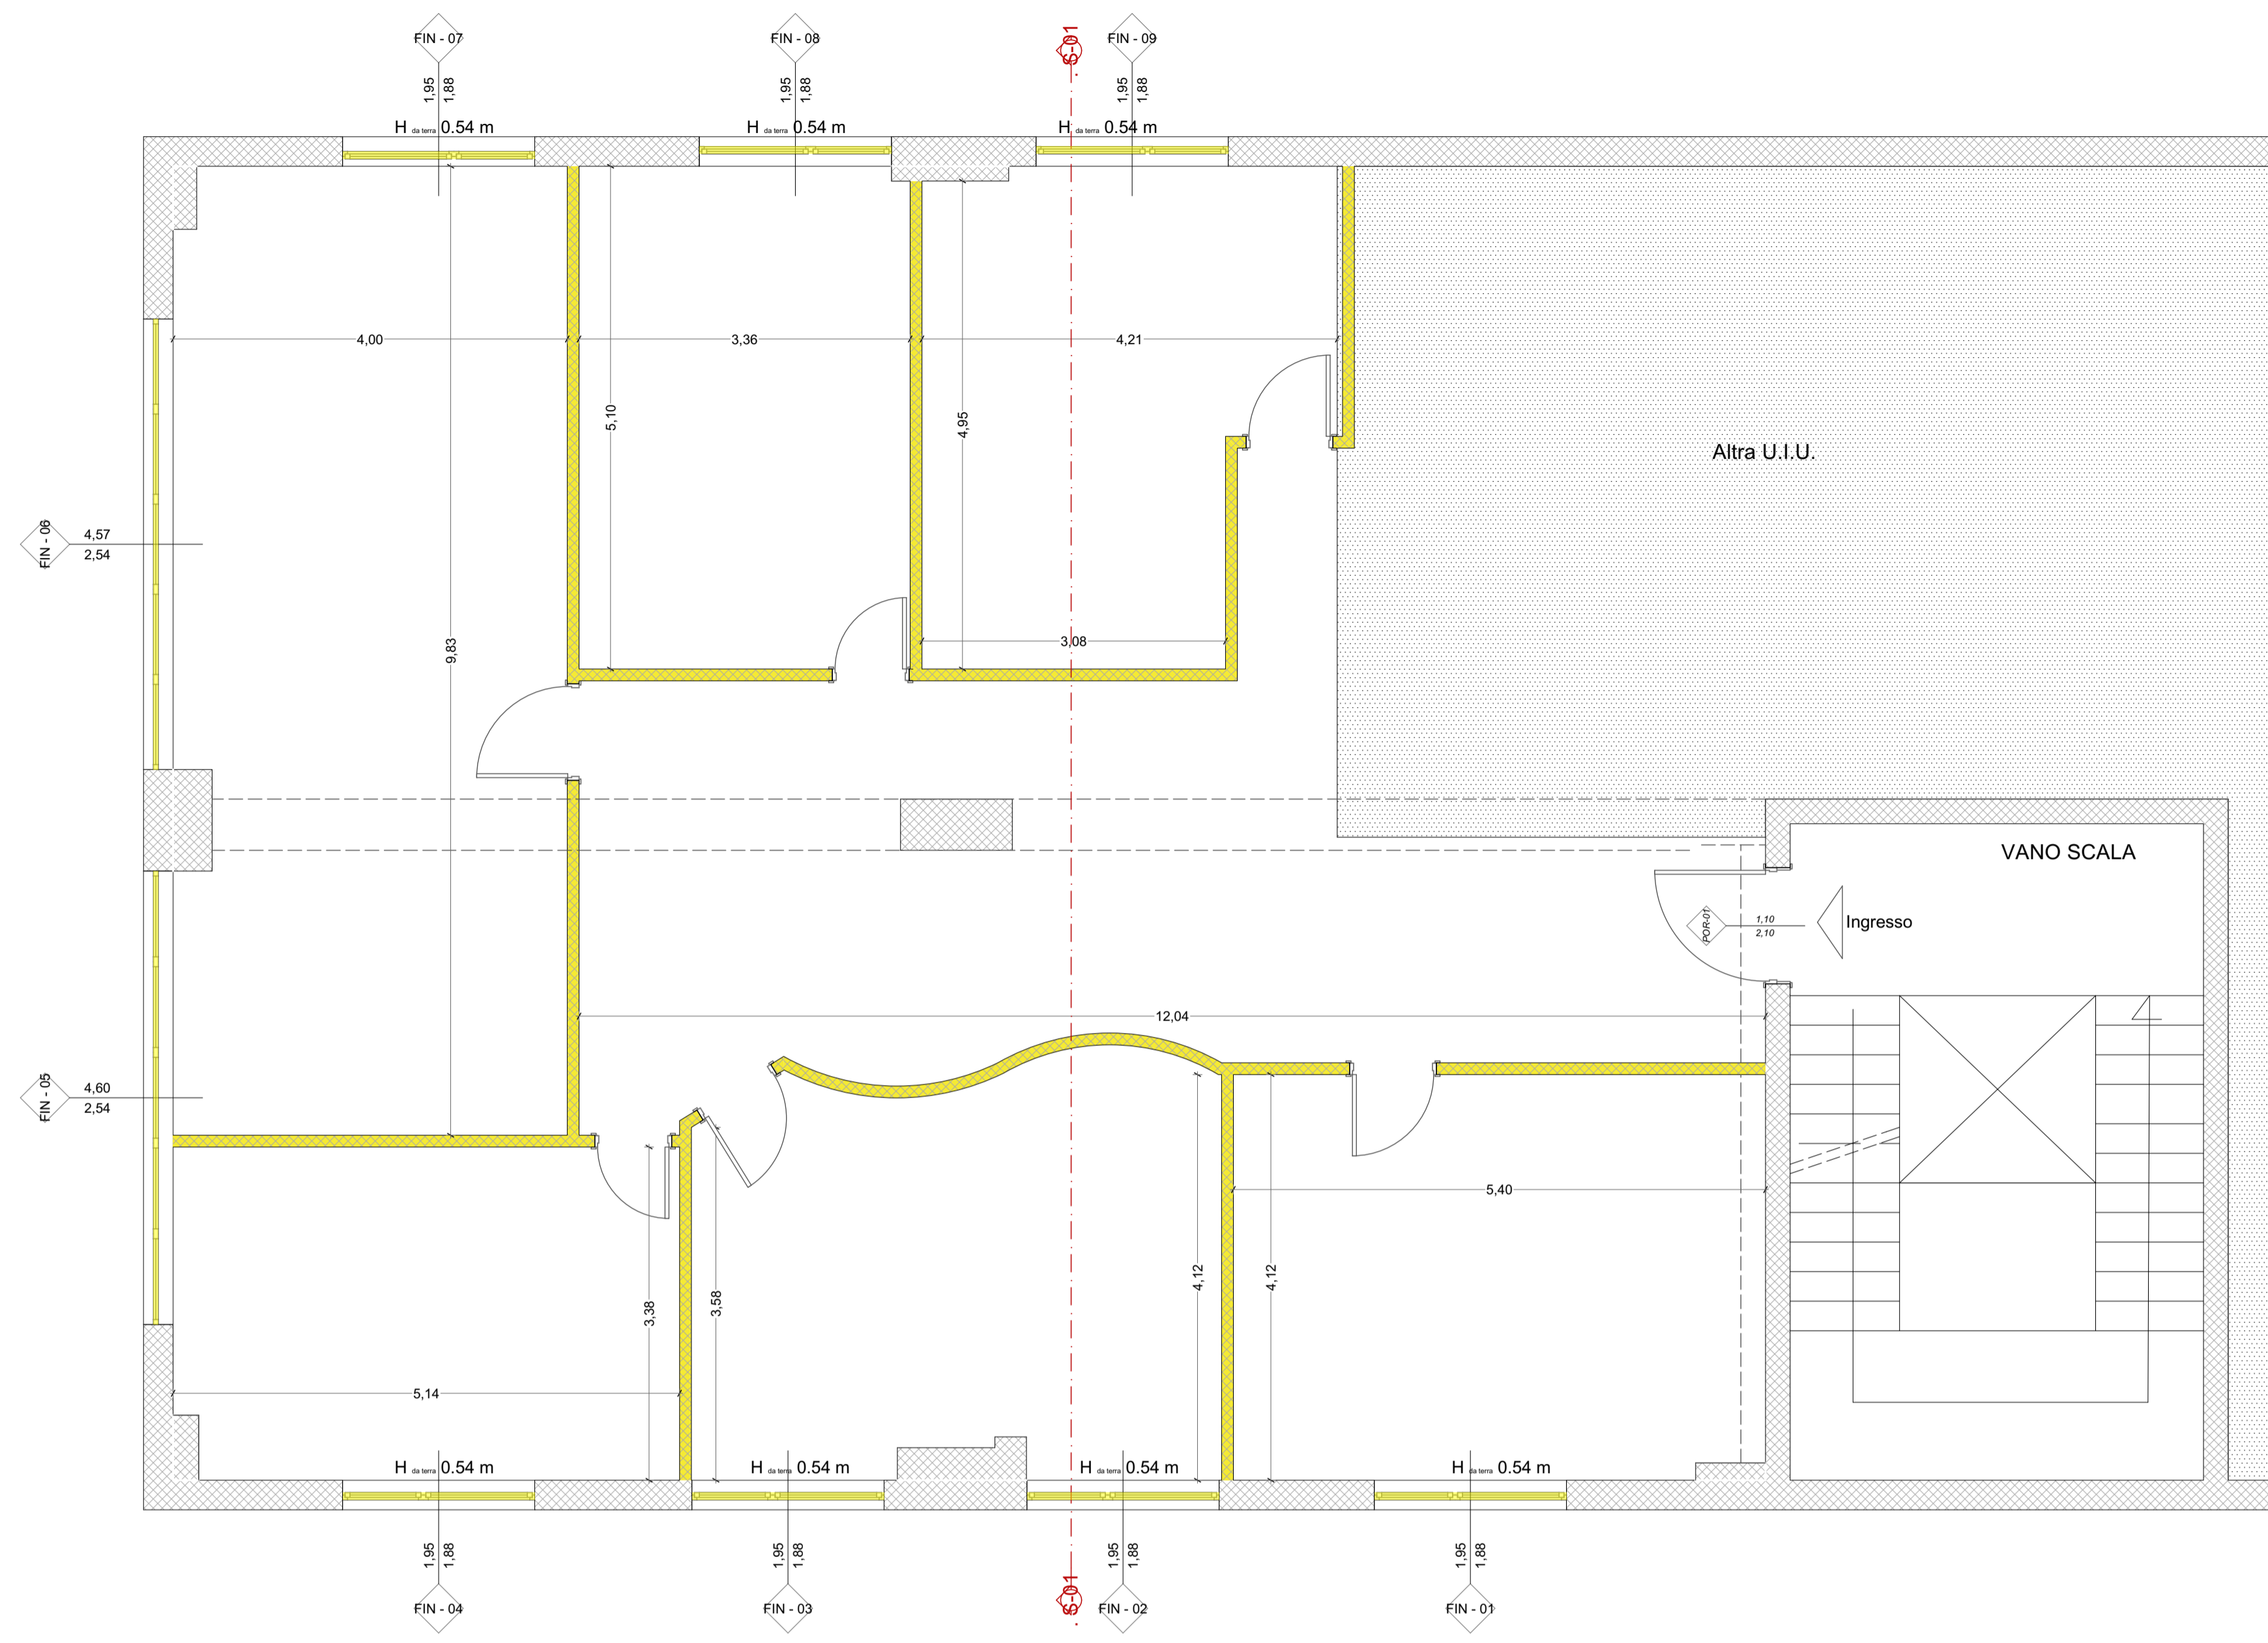 FIN - 07
FIN - 08
.S-01
FIN - 09
1,95
1,88
1,95
1,88
1,95
1,88
H da terra 0.54 m
H da terra 0.54 m
H da terra 0.54 m
4,00
3,36
4,21
5,10
4,95
Altra U.I.U.
FIN - 06
4,57
2,54
9,83
3,08
VANO SCALA
POR-01
1,10
2,10
Ingresso
12,04
FIN - 05
4,60
2,54
5,40
3,38
3,58
4,12
4,12
5,14
H da terra 0.54 m
H da terra 0.54 m
H da terra 0.54 m
H da terra 0.54 m
1,95
1,88
1,95
1,88
1,95
1,88
1,95
1,88
FIN - 04
FIN - 03
.S-01
FIN - 02
FIN - 01